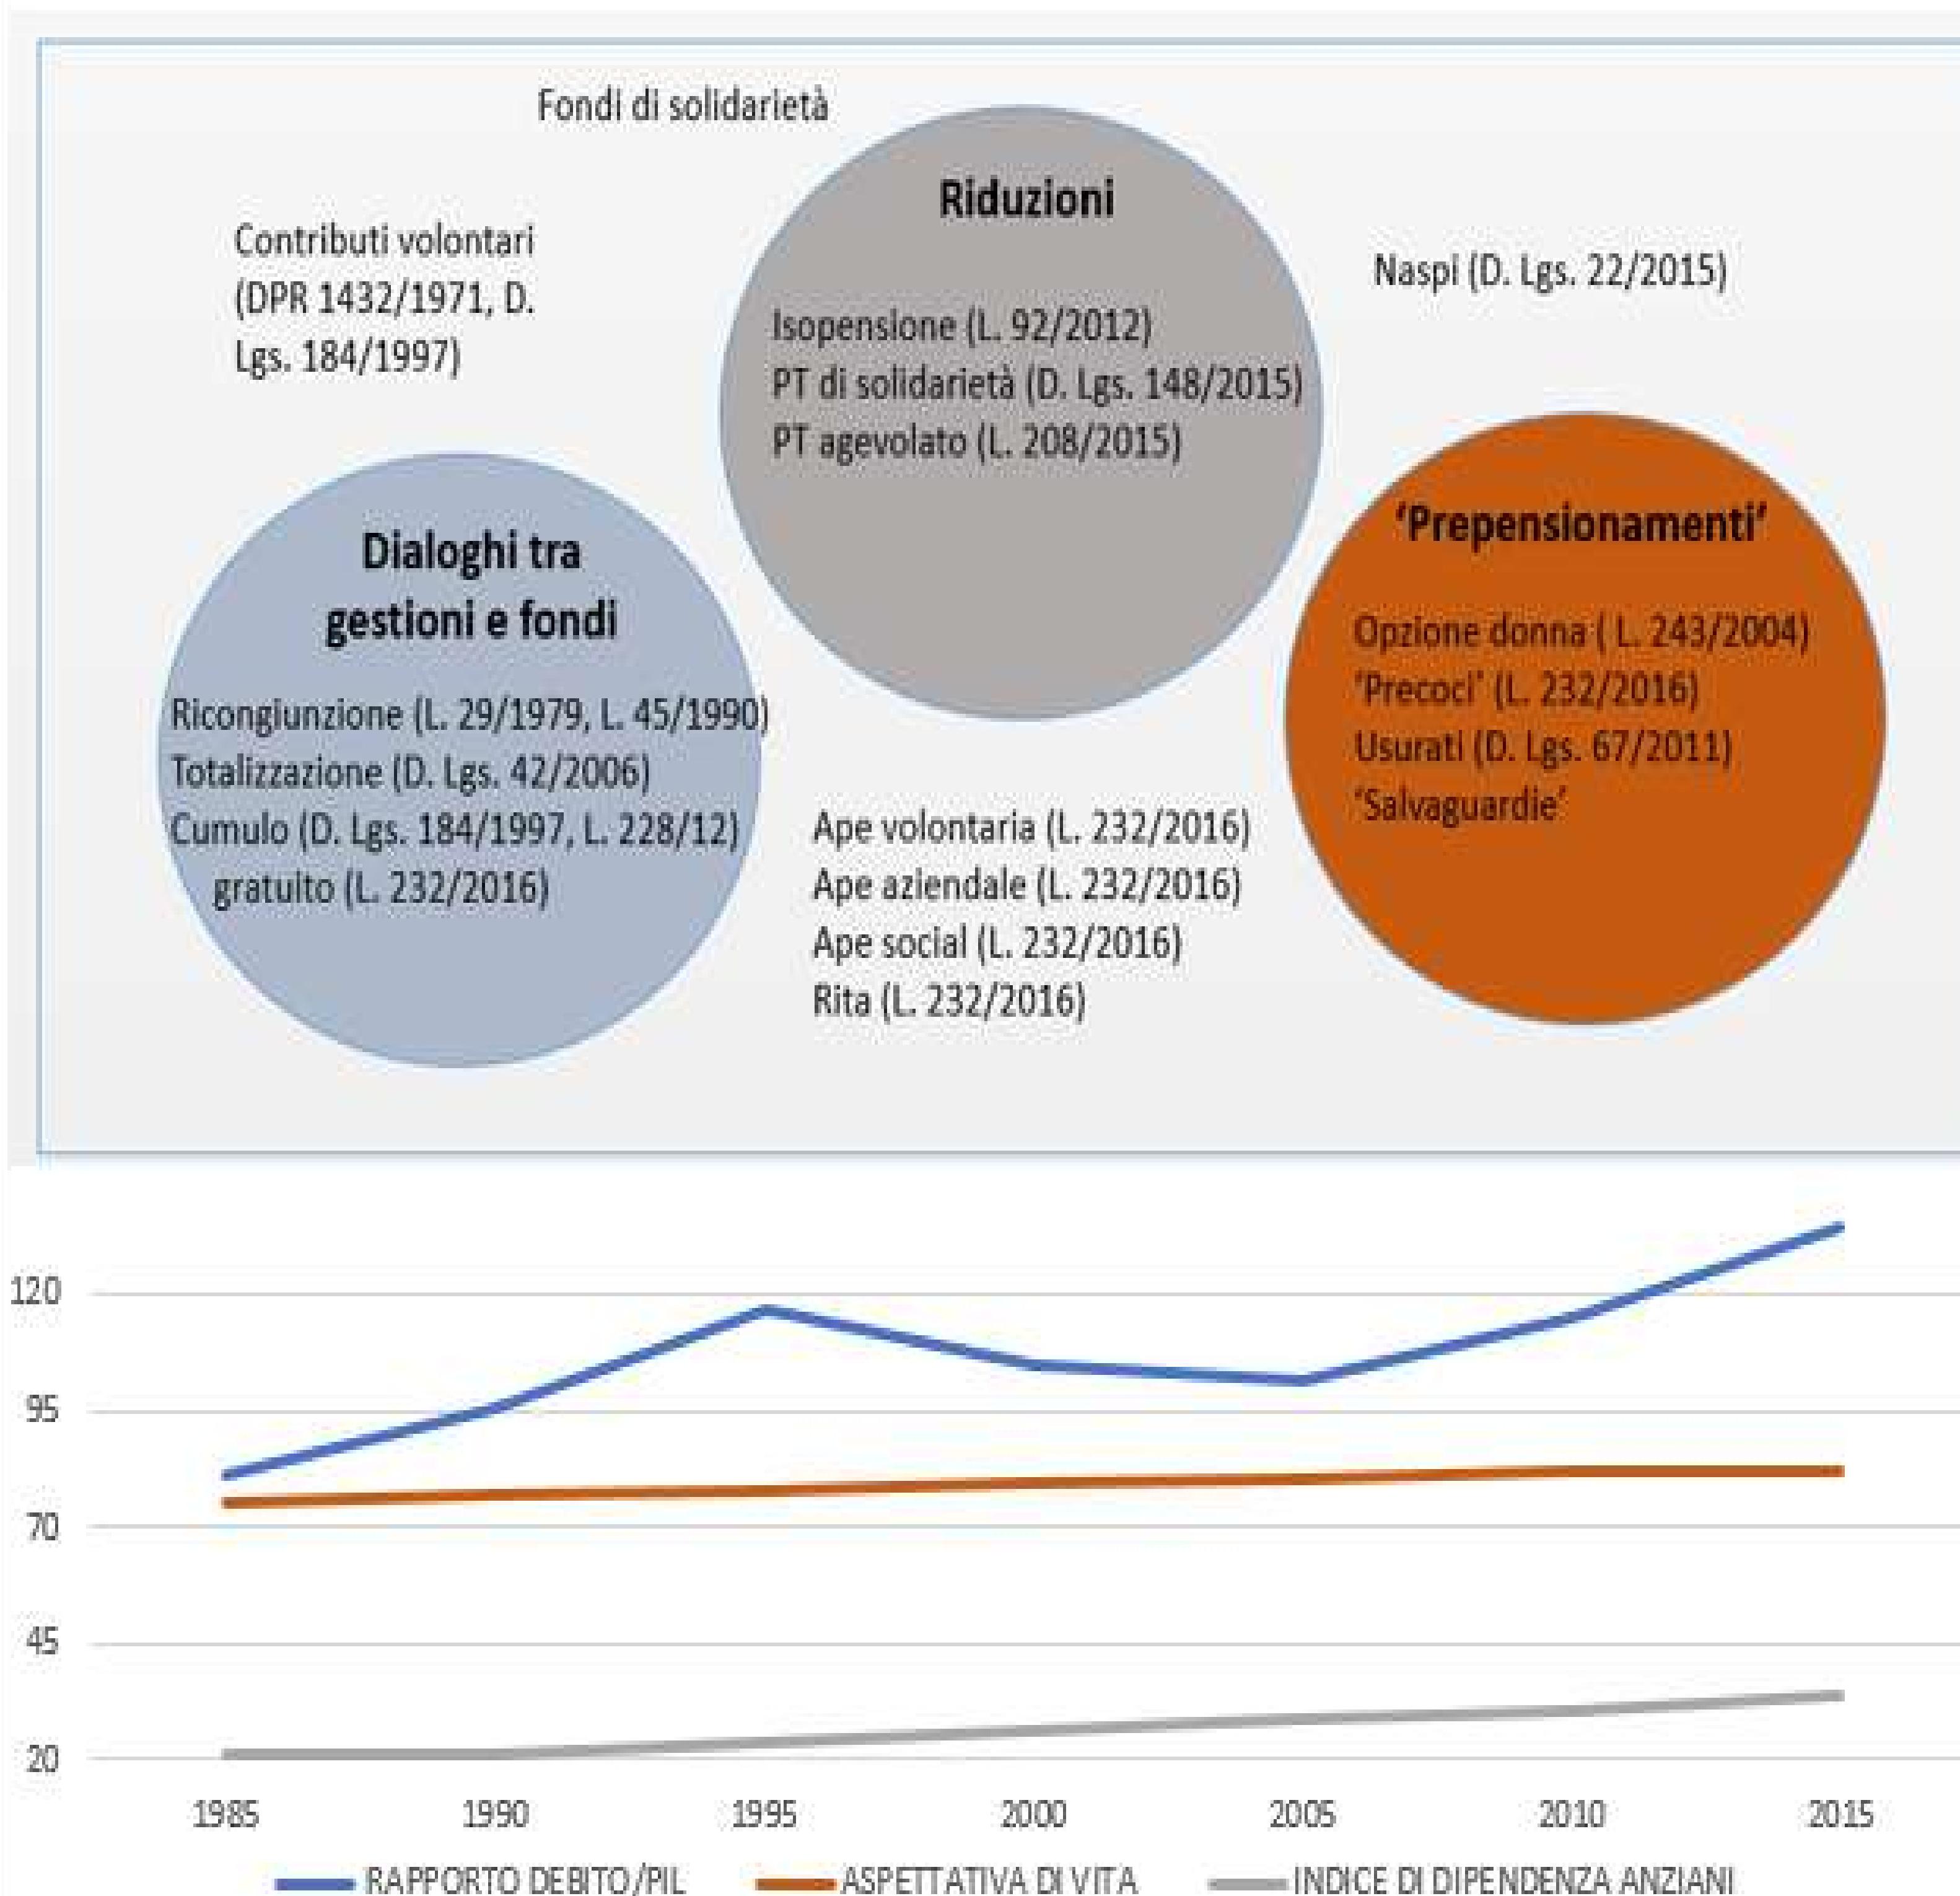 Fondi di solidarietà
Contributi volontari
(DPR 1432/1971, D.
Lgs. 184/1997)
Riduzioni
Isopensione (L. 92/2012)
PT di solidarietà (D. Lgs. 148/2015)
PT agevolato (L. 208/2015)
Naspi (D. Lgs. 22/2015)
Dialoghi tra
gestioni e fondi
Ricongiunzione (L. 29/1979, L. 45/1990)
Totalizzazione (D. Lgs. 42/2006)
Cumulo (D. Lgs. 184/1997, L. 228/12)
gratuito (L. 232/2016)
‘Prepensionamenti’
Opzione donna ( L. 243/2004)
‘Precoci’ (L. 232/2016)
Usurati (D. Lgs. 67/2011)
‘Salvaguardie’
Ape volontaria (L. 232/2016)
Ape aziendale (L. 232/2016)
Ape social (L. 232/2016)
Rita (L. 232/2016)
120
95
70
45
20
1985 1990 1995 2000 2005 2010 2015
RAPPORTO DEBITO/PIL ASPETTATIVA DI VITA INDICE DI DIPENDENZA ANZIANI